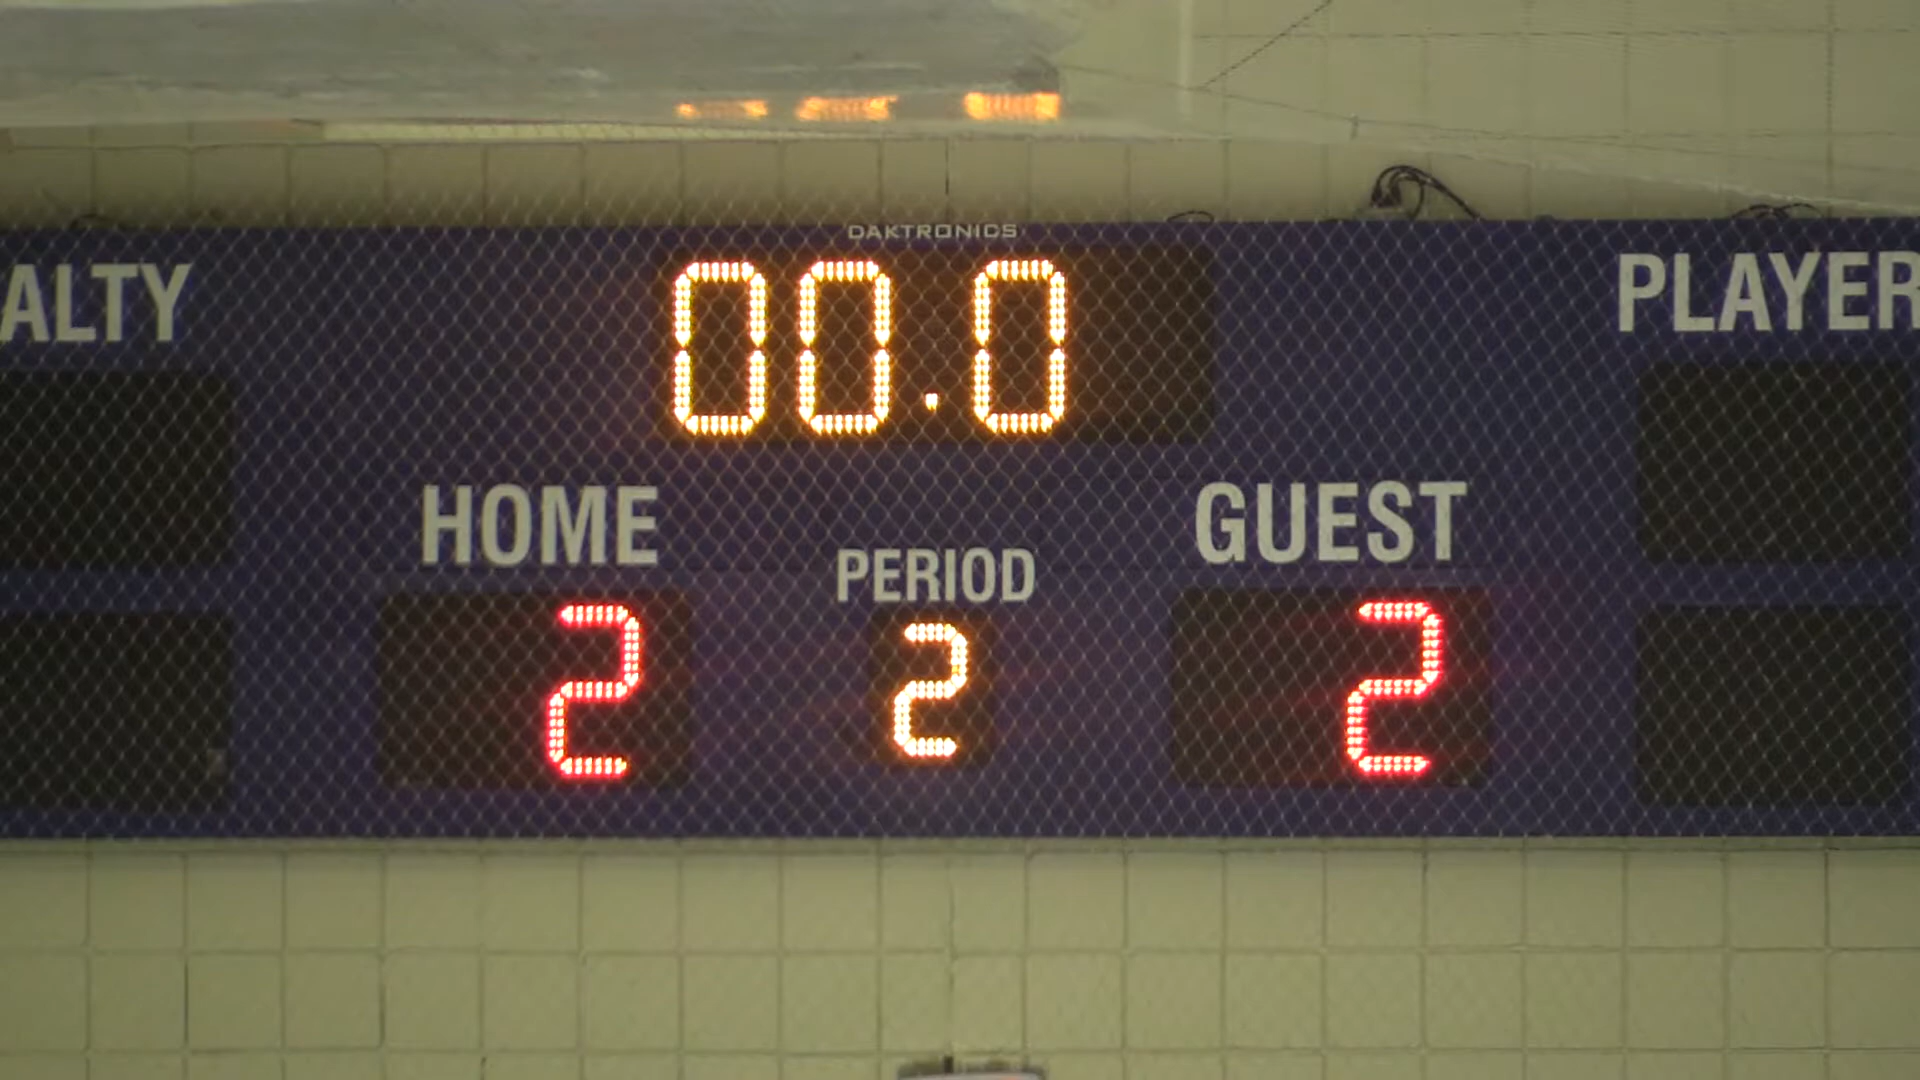 DAKTRONICS
00.0
ALTY
PLAYER
HOME
GUEST
PERIOD
2
2
2